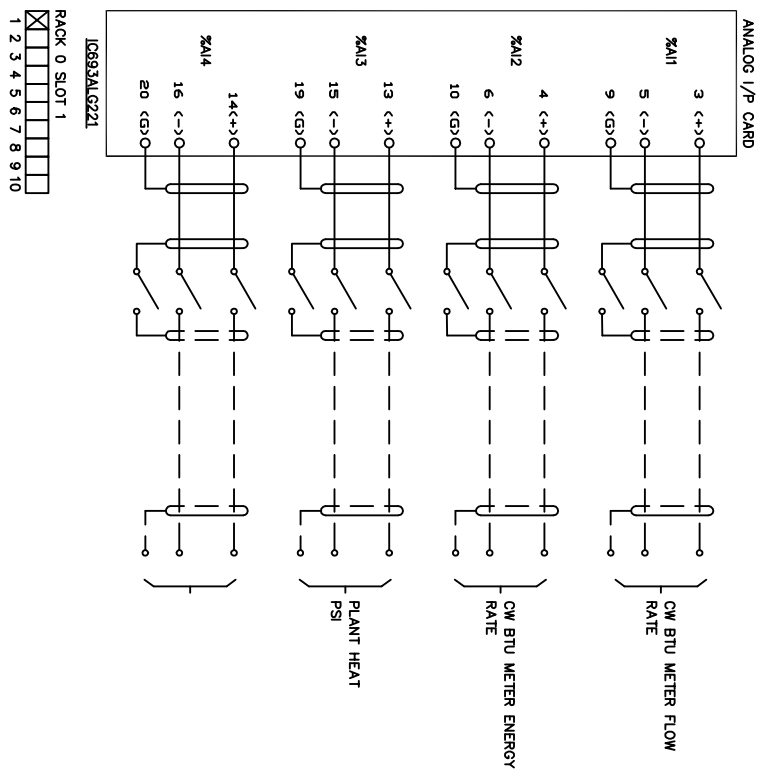 ANALOG I/P CARD
%AI1
3 (+)
5 (-)
9 (G)
CW BTU METER FLOW
RATE
%AI2
4 (+)
6 (-)
10 (G)
CW BTU METER ENERGY
RATE
%AI3
13 (+)
15 (-)
19 (G)
PLANT HEAT
PSI
%AI4
14(+)
16 (-)
20 (G)
IC693ALG221
RACK 0 SLOT 1
1 2 3 4 5 6 7 8 9 10